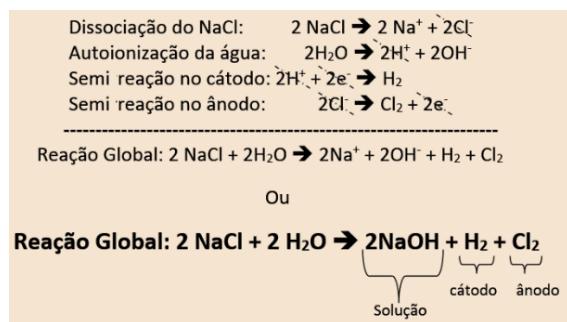 Dissociação do NaCl: 2 NaCl ➔ 2 Na⁺ + 2Cl⁻
Autoionização da água: 2H₂O ➔ 2H⁺ + 2OH⁻
Semi reação no cátodo: 2H⁺ + 2e⁻ ➔ H₂
Semi reação no ânodo: 2Cl⁻ ➔ Cl₂ + 2e⁻
Reação Global: 2 NaCl + 2H₂O ➔ 2Na⁺ + 2OH⁻ + H₂ + Cl₂
Ou
Reação Global: 2 NaCl + 2 H₂O ➔ 2NaOH + H₂ + Cl₂
cátodo ânodo
Solução